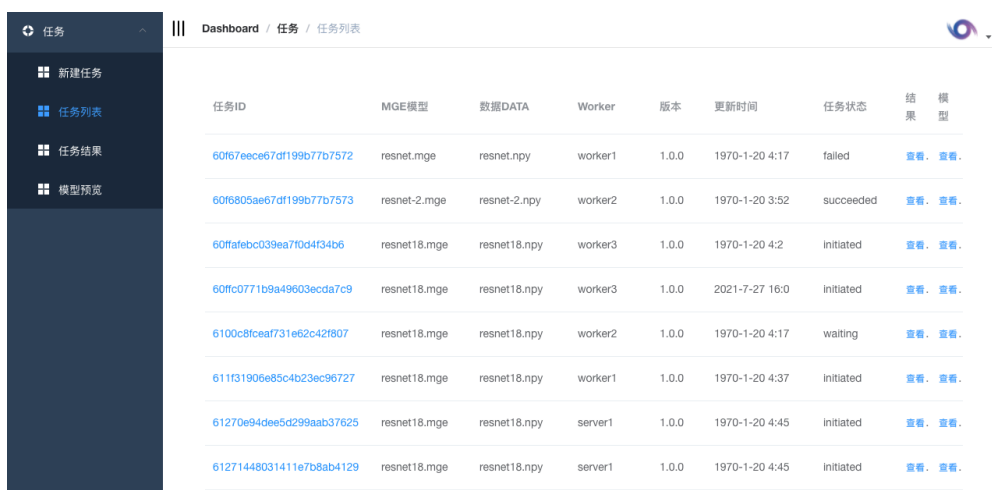 任务
Dashboard / 任务 / 任务列表
新建任务
任务列表
任务结果
模型预览
任务ID MGE模型 数据DATA Worker 版本 更新时间 任务状态 结果 模型
60f67eece67df199b77b7572 resnet.mge resnet.npy worker1 1.0.0 1970-1-20 4:17 failed 查看. 查看.
60f6805ae67df199b77b7573 resnet-2.mge resnet-2.npy worker2 1.0.0 1970-1-20 3:52 succeeded 查看. 查看.
60ffafebc039ea7f0d4f34b6 resnet18.mge resnet18.npy worker3 1.0.0 1970-1-20 4:2 initiated 查看. 查看.
60ffc0771b9a49603ecda7c9 resnet18.mge resnet18.npy worker3 1.0.0 2021-7-27 16:0 initiated 查看. 查看.
6100c8fceaf731e62c42f807 resnet18.mge resnet18.npy worker2 1.0.0 1970-1-20 4:17 waiting 查看. 查看.
611f31906e85c4b23ec96727 resnet18.mge resnet18.npy worker1 1.0.0 1970-1-20 4:37 initiated 查看. 查看.
61270e94dee5d299aab37625 resnet18.mge resnet18.npy server1 1.0.0 1970-1-20 4:45 initiated 查看. 查看.
61271448031411e7b8ab4129 resnet18.mge resnet18.npy server1 1.0.0 1970-1-20 4:45 initiated 查看. 查看.